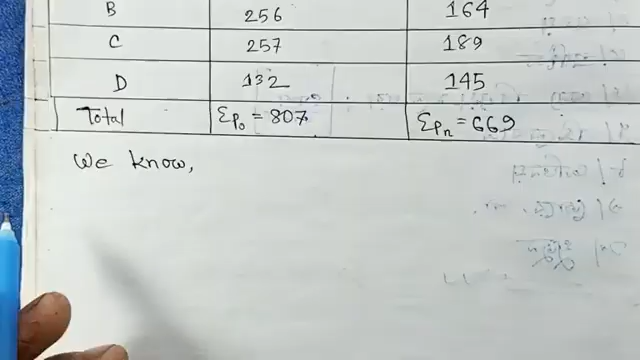 B 256 164
C 257 189
D 132 145
Total Σp₀ = 807 Σpₙ = 669
We know,